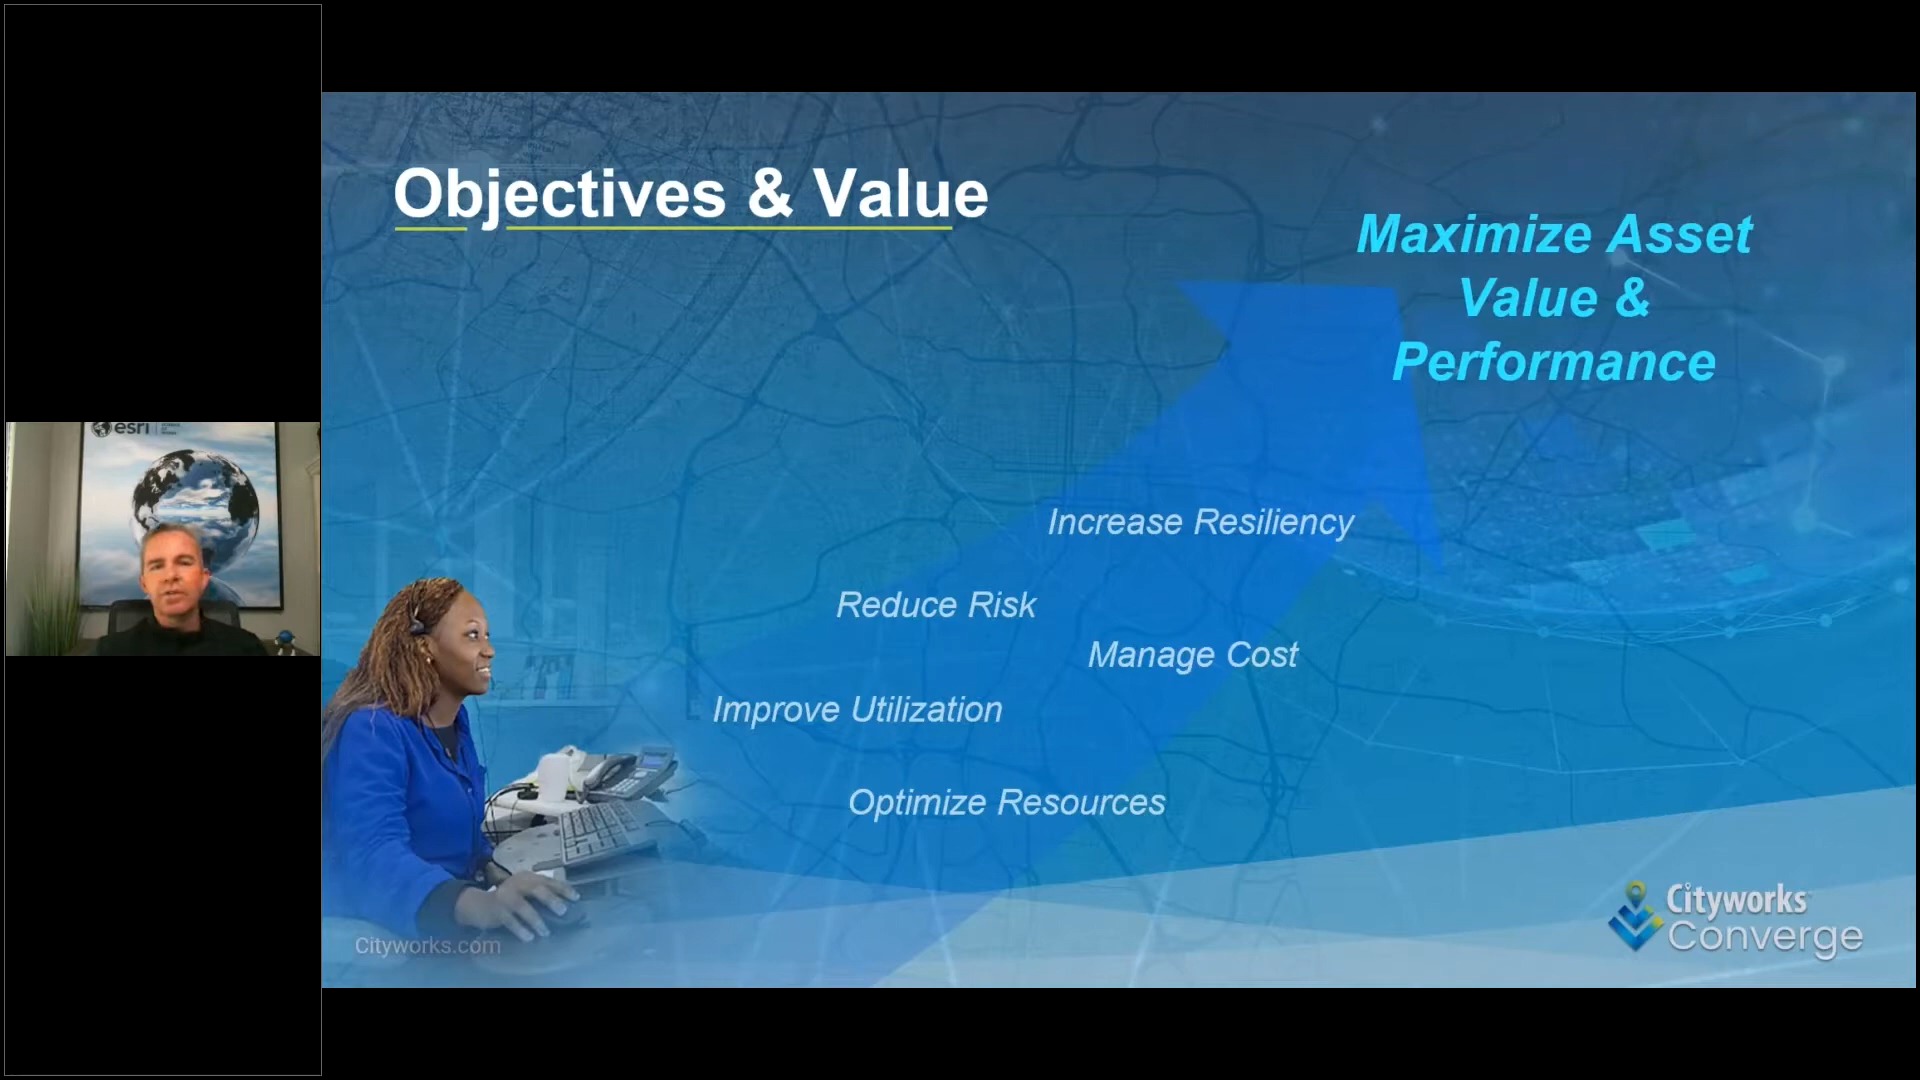 esri
Objectives & Value
Maximize Asset
Value &
Performance
Increase Resiliency
Reduce Risk
Manage Cost
Improve Utilization
Optimize Resources
Cityworks.com
Cityworks
Converge